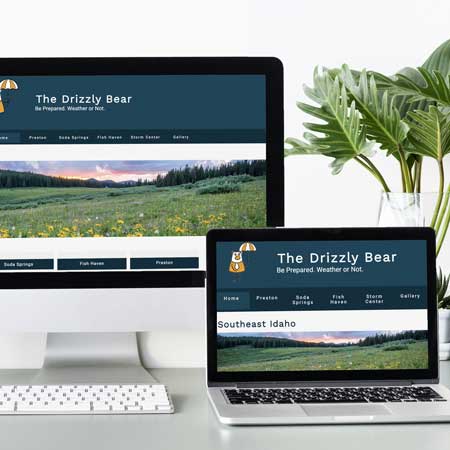 The Drizzly Bear
Be Prepared. Weather or Not.
ome Preston Soda Springs Fish Haven Storm Center Gallery
Soda Springs Fish Haven Preston
The Drizzly Bear
Be Prepared. Weather or Not.
Home Preston Soda Fish Storm Gallery
Springs Haven Center
Southeast Idaho